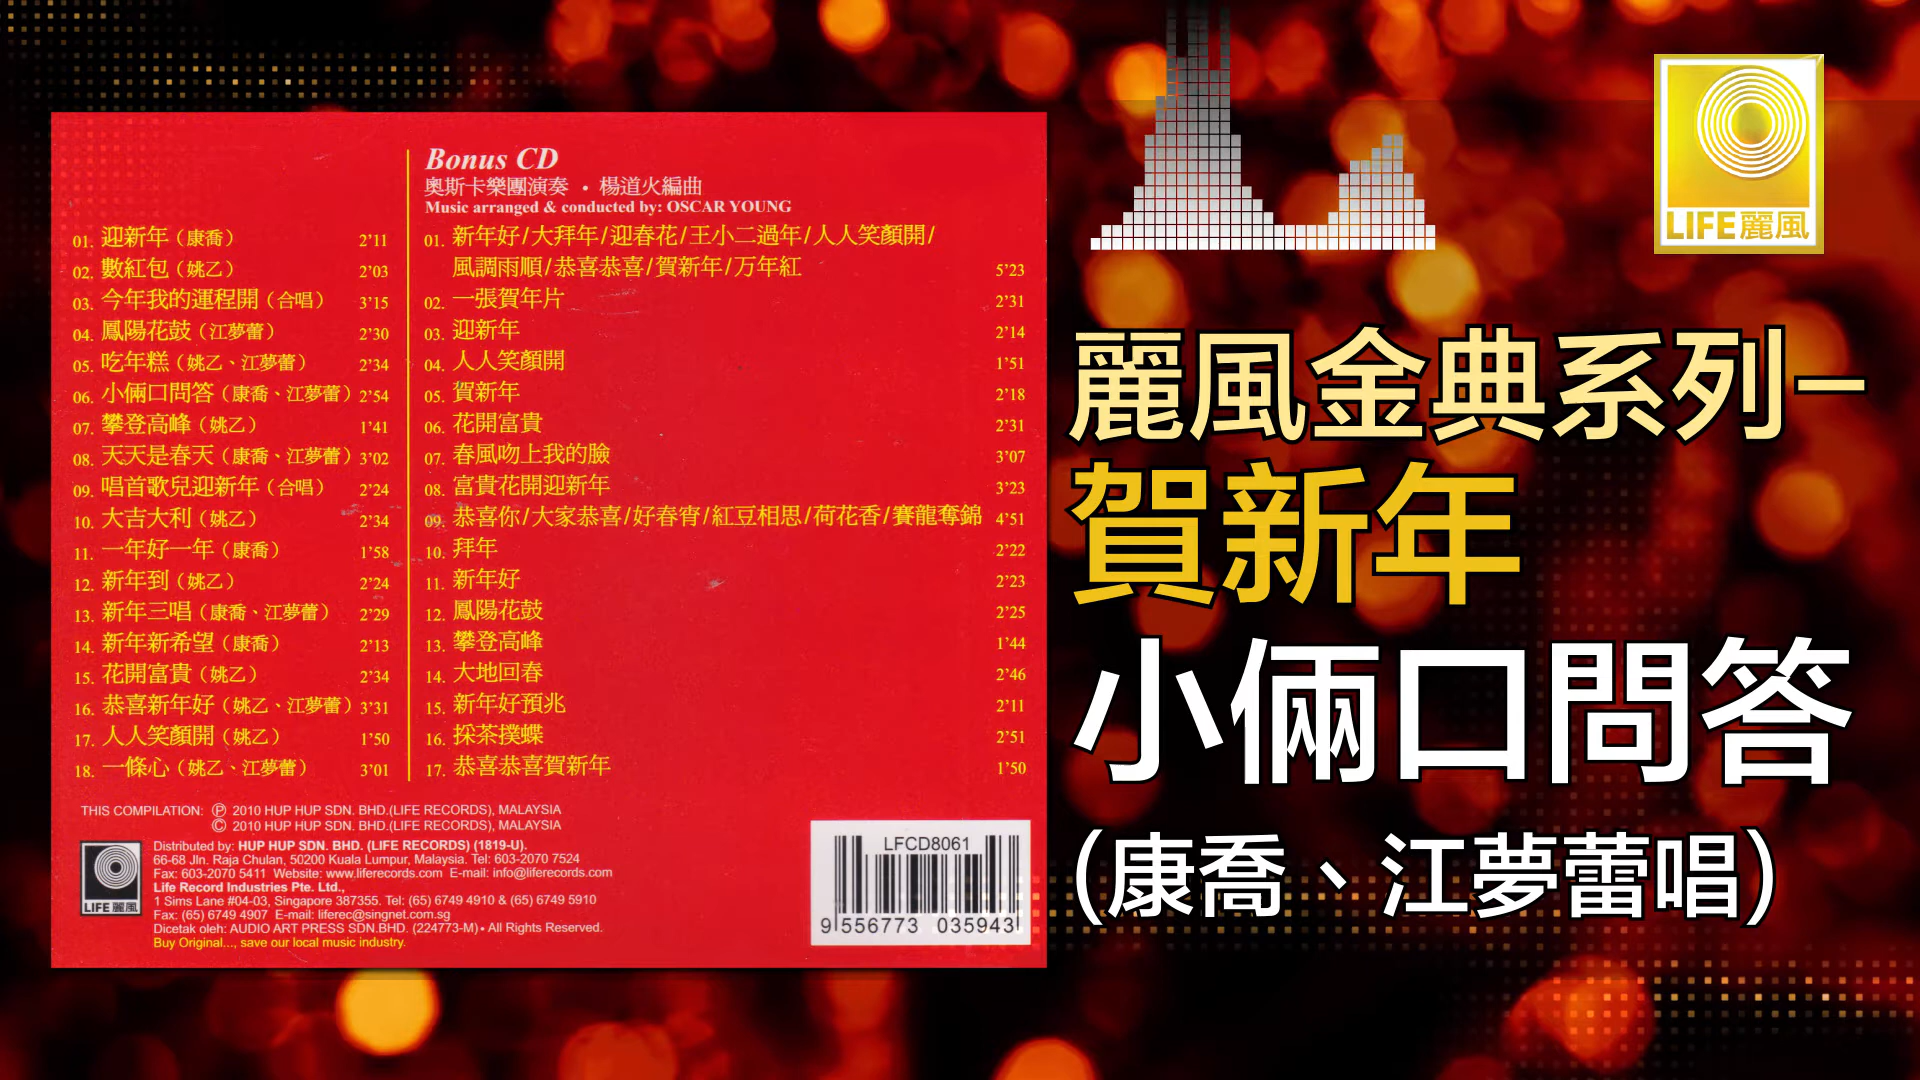 01. 迎新年（康喬） 2’11
02. 數紅包（姚乙） 2’03
03. 今年我的運程開（合唱） 3’15
04. 鳳陽花鼓（江夢蕾） 2’30
05. 吃年糕（姚乙、江夢蕾） 2’34
06. 小倆口問答（康喬、江夢蕾） 2’54
07. 攀登高峰（姚乙） 1’41
08. 天天是春天（康喬、江夢蕾） 3’02
09. 唱首歌兒迎新年（合唱） 2’24
10. 大吉大利（姚乙） 2’34
11. 一年好一年（康喬） 1’58
12. 新年到（姚乙） 2’24
13. 新年三唱（康喬、江夢蕾） 2’29
14. 新年新希望（康喬） 2’13
15. 花開富貴（姚乙） 2’34
16. 恭喜新年好（姚乙、江夢蕾） 3’31
17. 人人笑顏開（姚乙） 1’50
18. 一條心（姚乙、江夢蕾） 3’01
Bonus CD
奧斯卡樂團演奏 • 楊道火編曲
Music arranged & conducted by: OSCAR YOUNG
01. 新年好/大拜年/迎春花/王小二過年/人人笑顏開/
風調雨順/恭喜恭喜/賀新年/万年紅 5’23
02. 一張賀年片 2’31
03. 迎新年 2’14
04. 人人笑顏開 1’51
05. 賀新年 2’18
06. 花開富貴 2’31
07. 春風吻上我的臉 3’07
08. 富貴花開迎新年 3’23
09. 恭喜你/大家恭喜/好春宵/紅豆相思/荷花香/賽龍奪錦 4’51
10. 拜年 2’22
11. 新年好 2’23
12. 鳳陽花鼓 2’25
13. 攀登高峰 1’44
14. 大地回春 2’46
15. 新年好預兆 2’11
16. 採茶撲蝶 2’51
17. 恭喜恭喜賀新年 1’50
THIS COMPILATION: Ⓟ 2010 HUP HUP SDN. BHD.(LIFE RECORDS), MALAYSIA
© 2010 HUP HUP SDN. BHD.(LIFE RECORDS), MALAYSIA
Distributed by: HUP HUP SDN. BHD. (LIFE RECORDS) (1819-U).
66-68 Jln. Raja Chulan, 50200 Kuala Lumpur, Malaysia. Tel: 603-2070 7524
Fax: 603-2070 5411 Website: www.liferecords.com E-mail: info@liferecords.com
Life Record Industries Pte. Ltd.,
1 Sims Lane #04-03, Singapore 387355. Tel: (65) 6749 4910 & (65) 6749 5910
Fax: (65) 6749 4907 E-mail: liferec@singnet.com.sg
Dicetak oleh: AUDIO ART PRESS SDN.BHD. (224773-M) • All Rights Reserved.
Buy Original..., save our local music industry.
LIFE 麗風
LFCD8061
9 556773 035943
LIFE麗風
麗風金典系列–
賀新年
小倆口問答
(康喬、江夢蕾唱)